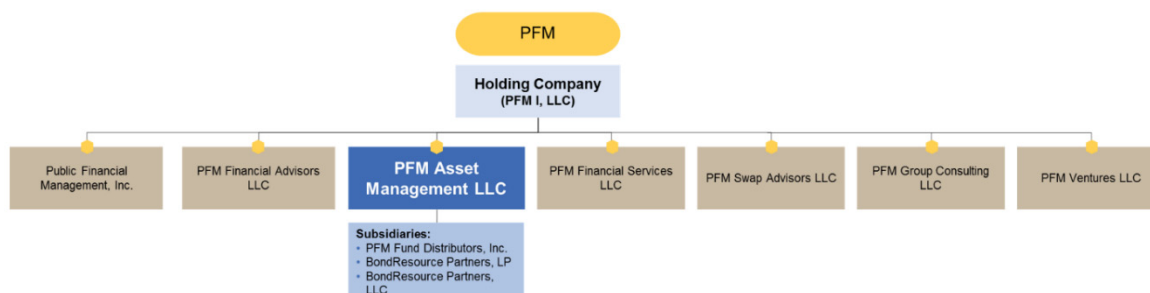 PFM
Holding Company
(PFM I, LLC)
Public Financial
Management, Inc.
PFM Financial Advisors
LLC
PFM Asset
Management LLC
PFM Financial Services
LLC
PFM Swap Advisors LLC
PFM Group Consulting
LLC
PFM Ventures LLC
Subsidiaries:
• PFM Fund Distributors, Inc.
• BondResource Partners, LP
• BondResource Partners,
LLC